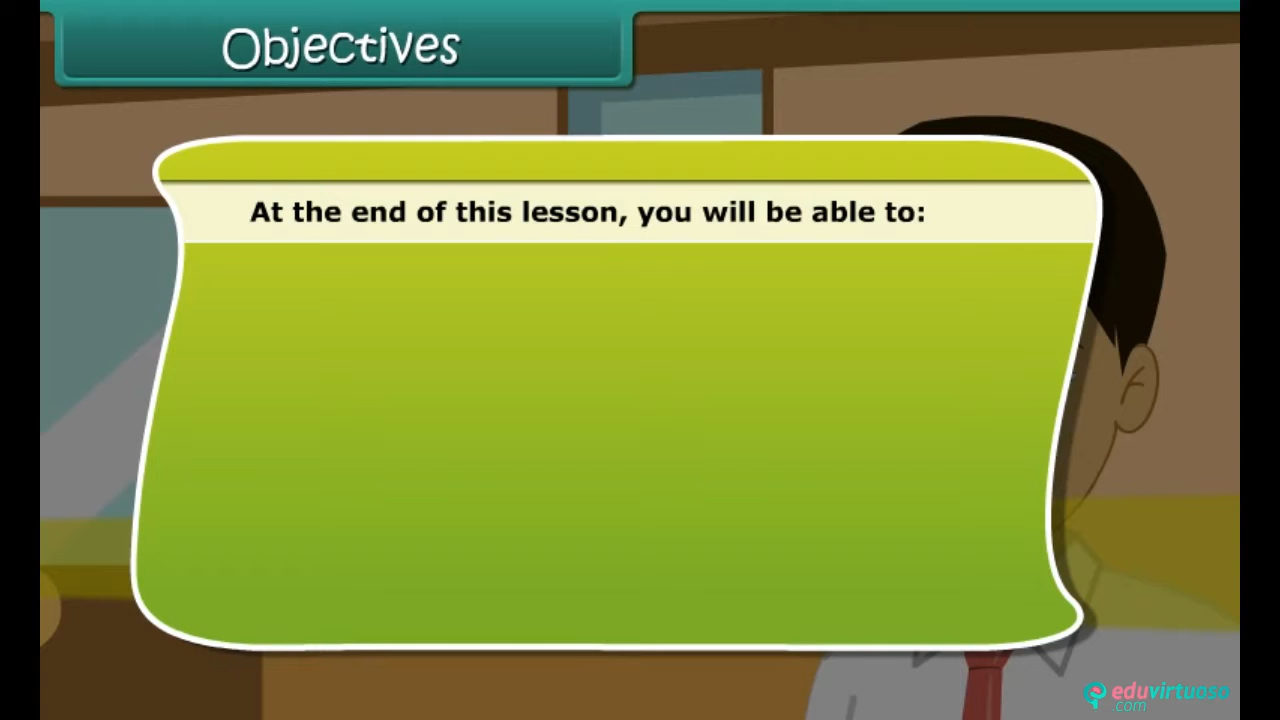 Objectives
At the end of this lesson, you will be able to:
eduvirtuoso
.com